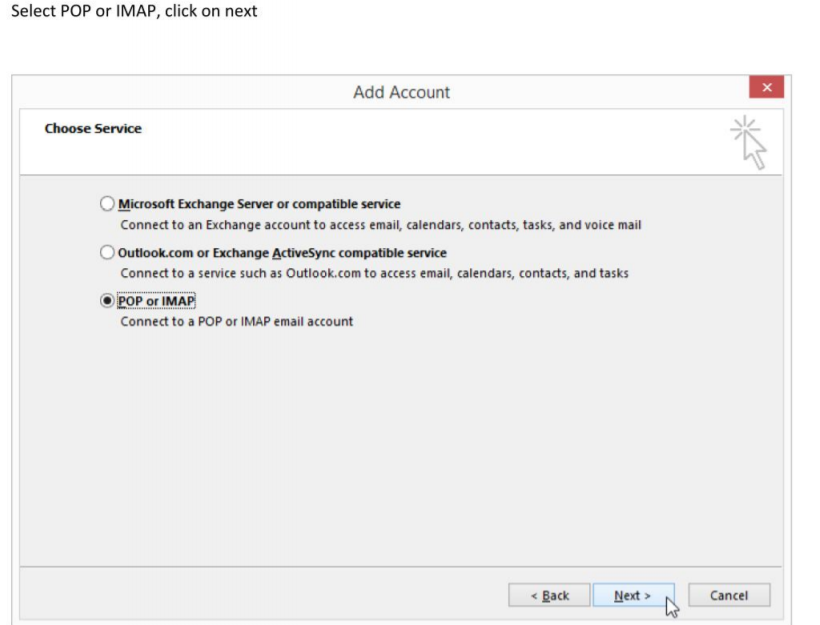 Select POP or IMAP, click on next
Add Account
Choose Service
Microsoft Exchange Server or compatible service
Connect to an Exchange account to access email, calendars, contacts, tasks, and voice mail
Outlook.com or Exchange ActiveSync compatible service
Connect to a service such as Outlook.com to access email, calendars, contacts, and tasks
POP or IMAP
Connect to a POP or IMAP email account
< Back Next > Cancel